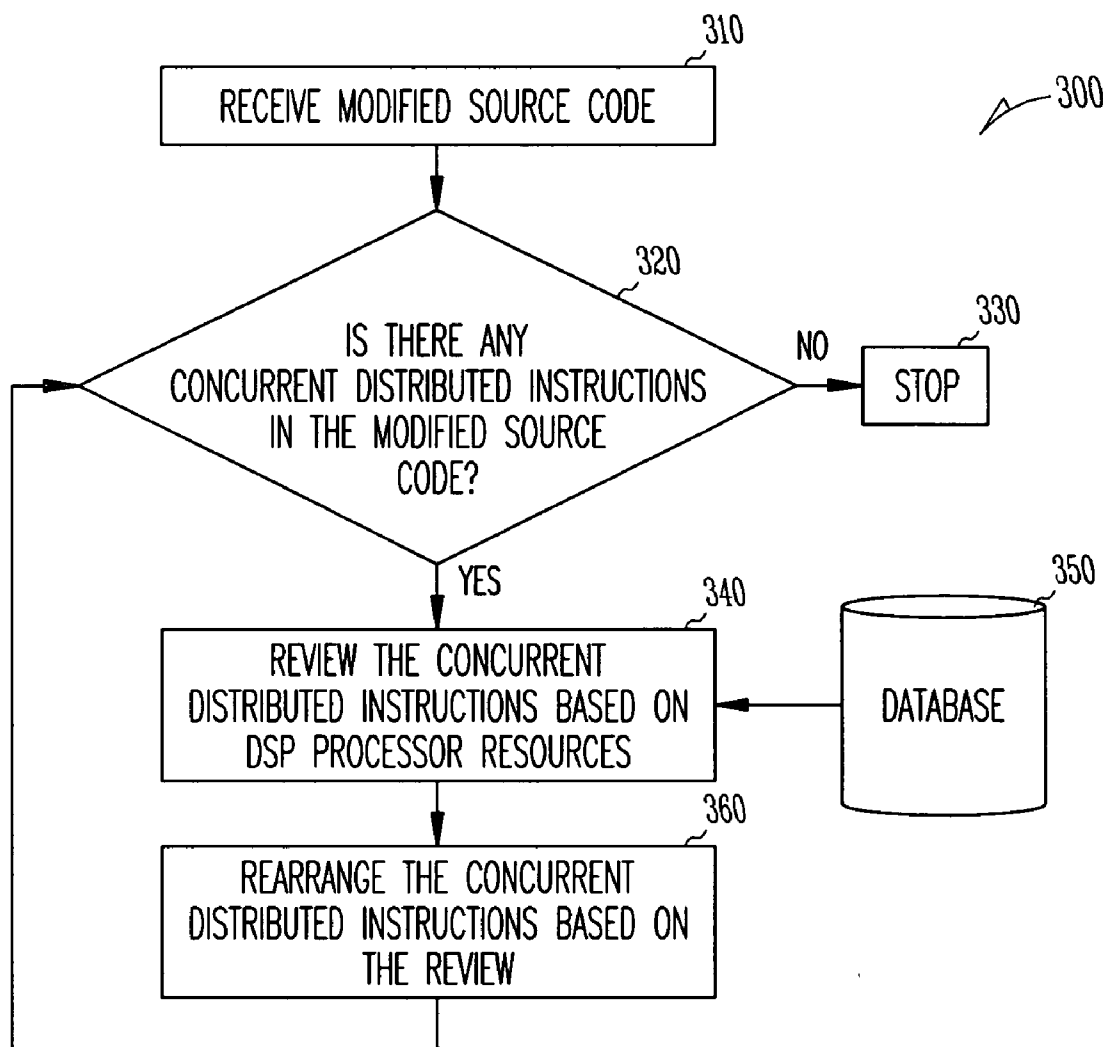 310
RECEIVE MODIFIED SOURCE CODE
300
320
IS THERE ANY
CONCURRENT DISTRIBUTED INSTRUCTIONS
IN THE MODIFIED SOURCE
CODE?
NO
330
STOP
YES
340
REVIEW THE CONCURRENT
DISTRIBUTED INSTRUCTIONS BASED ON
DSP PROCESSOR RESOURCES
350
DATABASE
360
REARRANGE THE CONCURRENT
DISTRIBUTED INSTRUCTIONS BASED ON
THE REVIEW